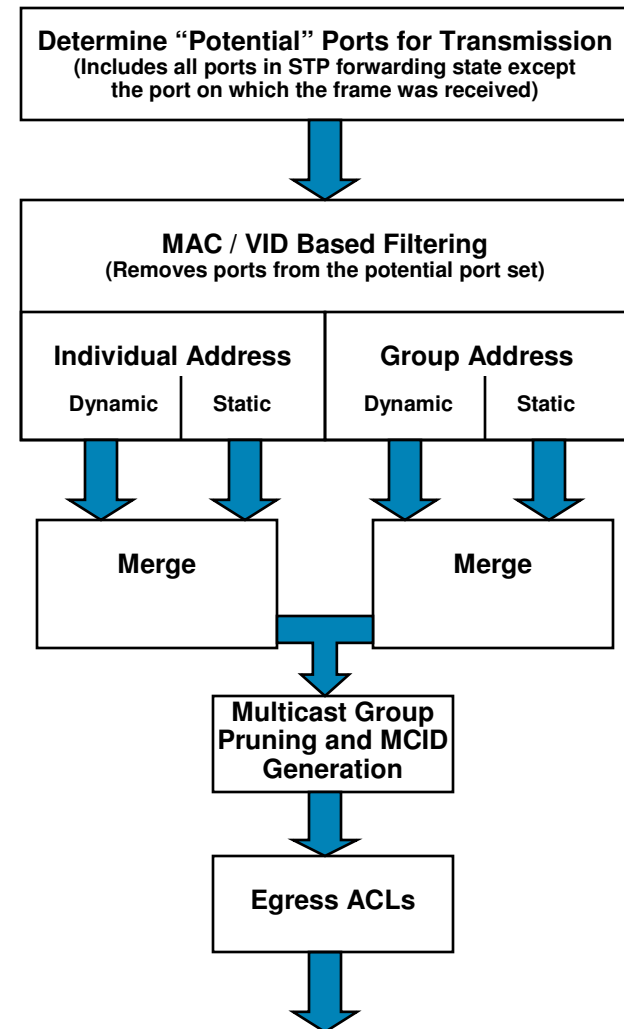 Determine “Potential” Ports for Transmission
(Includes all ports in STP forwarding state except
the port on which the frame was received)
MAC / VID Based Filtering
(Removes ports from the potential port set)
Individual Address
Group Address
Dynamic
Static
Dynamic
Static
Merge
Merge
Multicast Group
Pruning and MCID
Generation
Egress ACLs